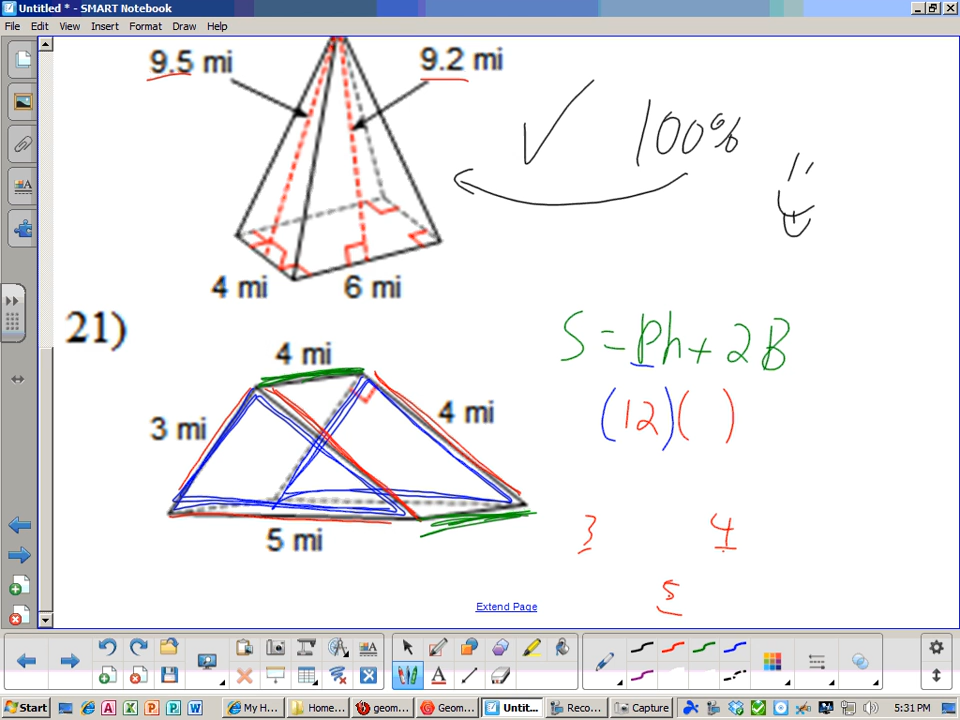 Untitled * - SMART Notebook
File Edit View Insert Format Draw Help
9.5 mi
9.2 mi
100%
4 mi
6 mi
21)
S = Ph + 2B
4 mi
3 mi
4 mi
(12)( )
5 mi
3 4
5
Extend Page
Start
My H...
Home...
geom...
Geom...
Untit...
Reco...
Capture
5:31 PM